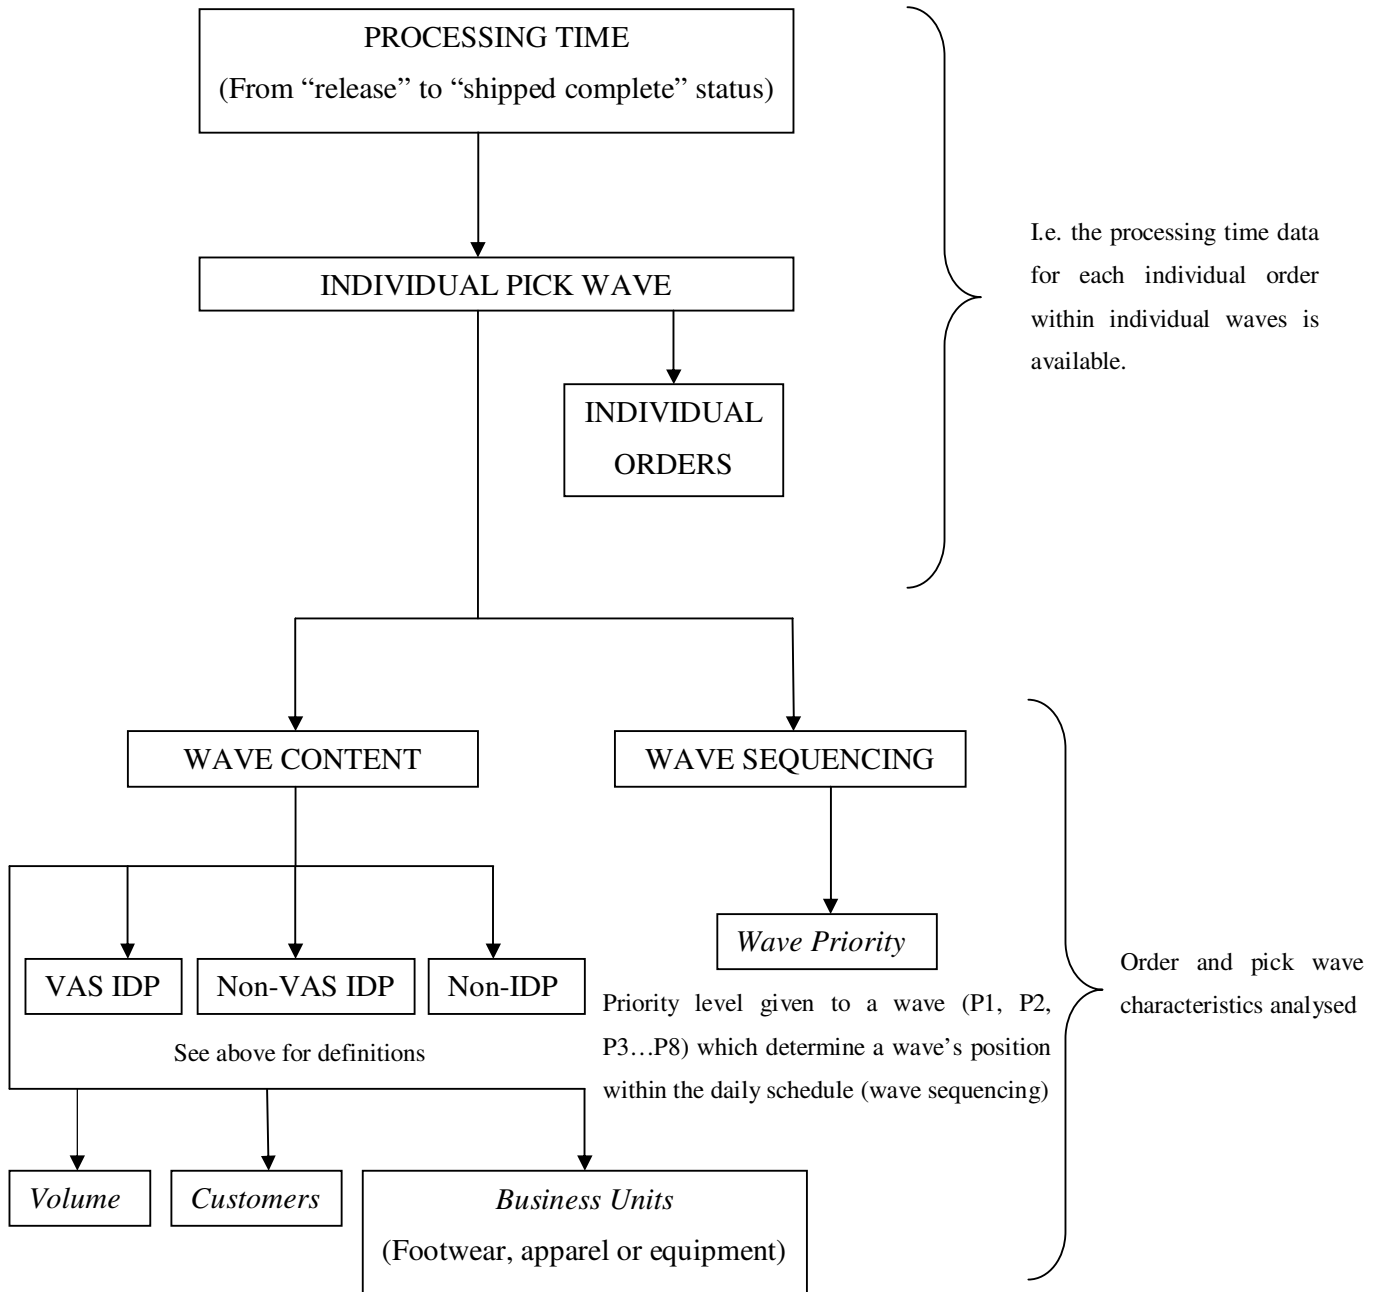 PROCESSING TIME
(From “release” to “shipped complete” status)
I.e. the processing time data
for each individual order
within individual waves is
available.
INDIVIDUAL PICK WAVE
INDIVIDUAL
ORDERS
WAVE CONTENT
WAVE SEQUENCING
Wave Priority
VAS IDP
Non-VAS IDP
Non-IDP
Order and pick wave
characteristics analysed
Priority level given to a wave (P1, P2,
P3…P8) which determine a wave’s position
within the daily schedule (wave sequencing)
See above for definitions
Volume
Customers
Business Units
(Footwear, apparel or equipment)